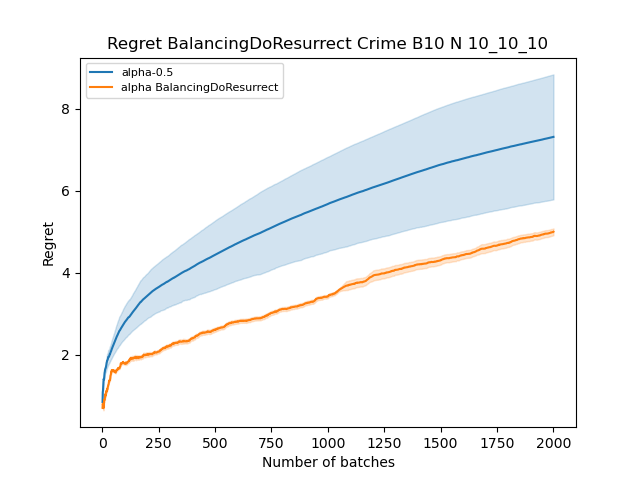 Regret BalancingDoResurrect Crime B10 N 10_10_10
alpha-0.5
alpha BalancingDoResurrect
Regret
8
6
4
2
0 250 500 750 1000 1250 1500 1750 2000
Number of batches